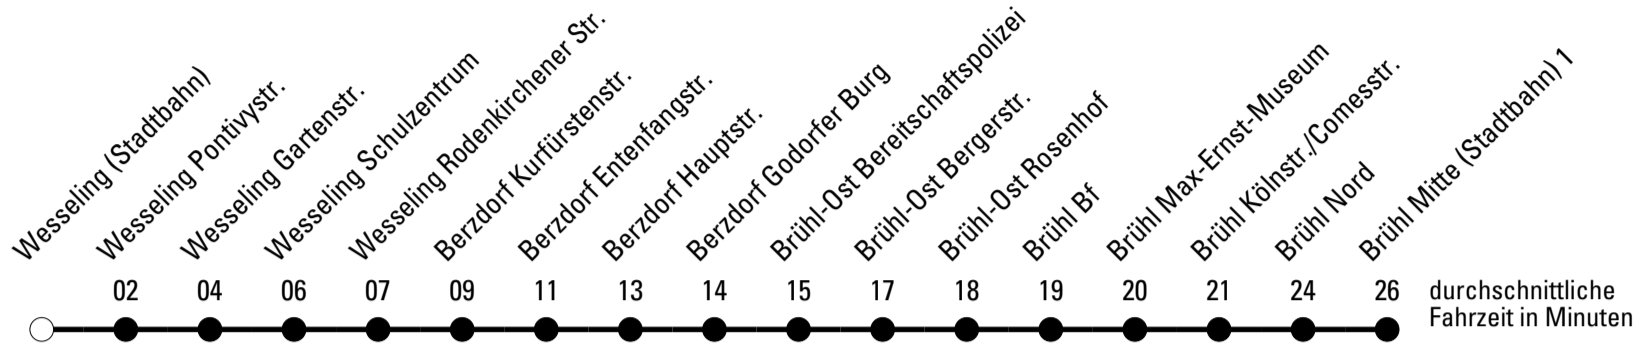 Wesseling (Stadtbahn)
Wesseling Pontivystr.
Wesseling Gartenstr.
Wesseling Schulzentrum
Wesseling Rodenkirchener Str.
Berzdorf Kurfürstenstr.
Berzdorf Entenfangstr.
Berzdorf Hauptstr.
Berzdorf Godorfer Burg
Brühl-Ost Bereitschaftspolizei
Brühl-Ost Bergerstr.
Brühl-Ost Rosenhof
Brühl Bf
Brühl Max-Ernst-Museum
Brühl Kölnstr./Comesstr.
Brühl Nord
Brühl Mitte (Stadtbahn) 1
02 04 06 07 09 11 13 14 15 17 18 19 20 21 24 26
durchschnittliche
Fahrzeit in Minuten